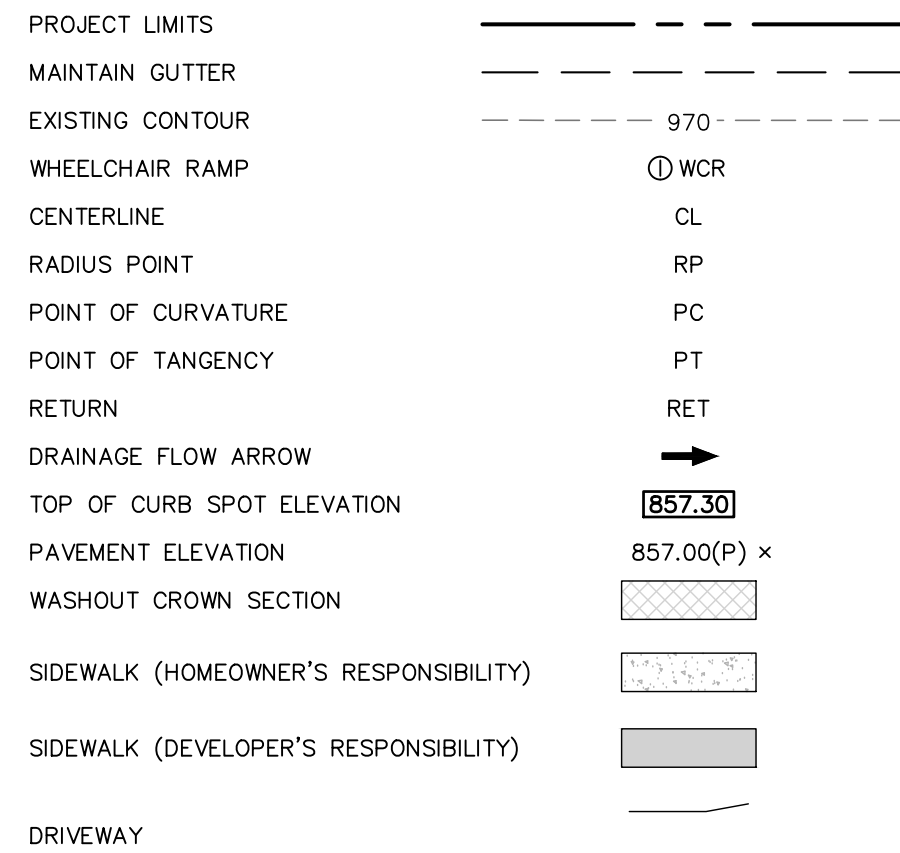 PROJECT LIMITS
MAINTAIN GUTTER
EXISTING CONTOUR 970
WHEELCHAIR RAMP WCR
CENTERLINE CL
RADIUS POINT RP
POINT OF CURVATURE PC
POINT OF TANGENCY PT
RETURN RET
DRAINAGE FLOW ARROW
TOP OF CURB SPOT ELEVATION 857.30
PAVEMENT ELEVATION 857.00(P) ×
WASHOUT CROWN SECTION
SIDEWALK (HOMEOWNER'S RESPONSIBILITY)
SIDEWALK (DEVELOPER'S RESPONSIBILITY)
DRIVEWAY